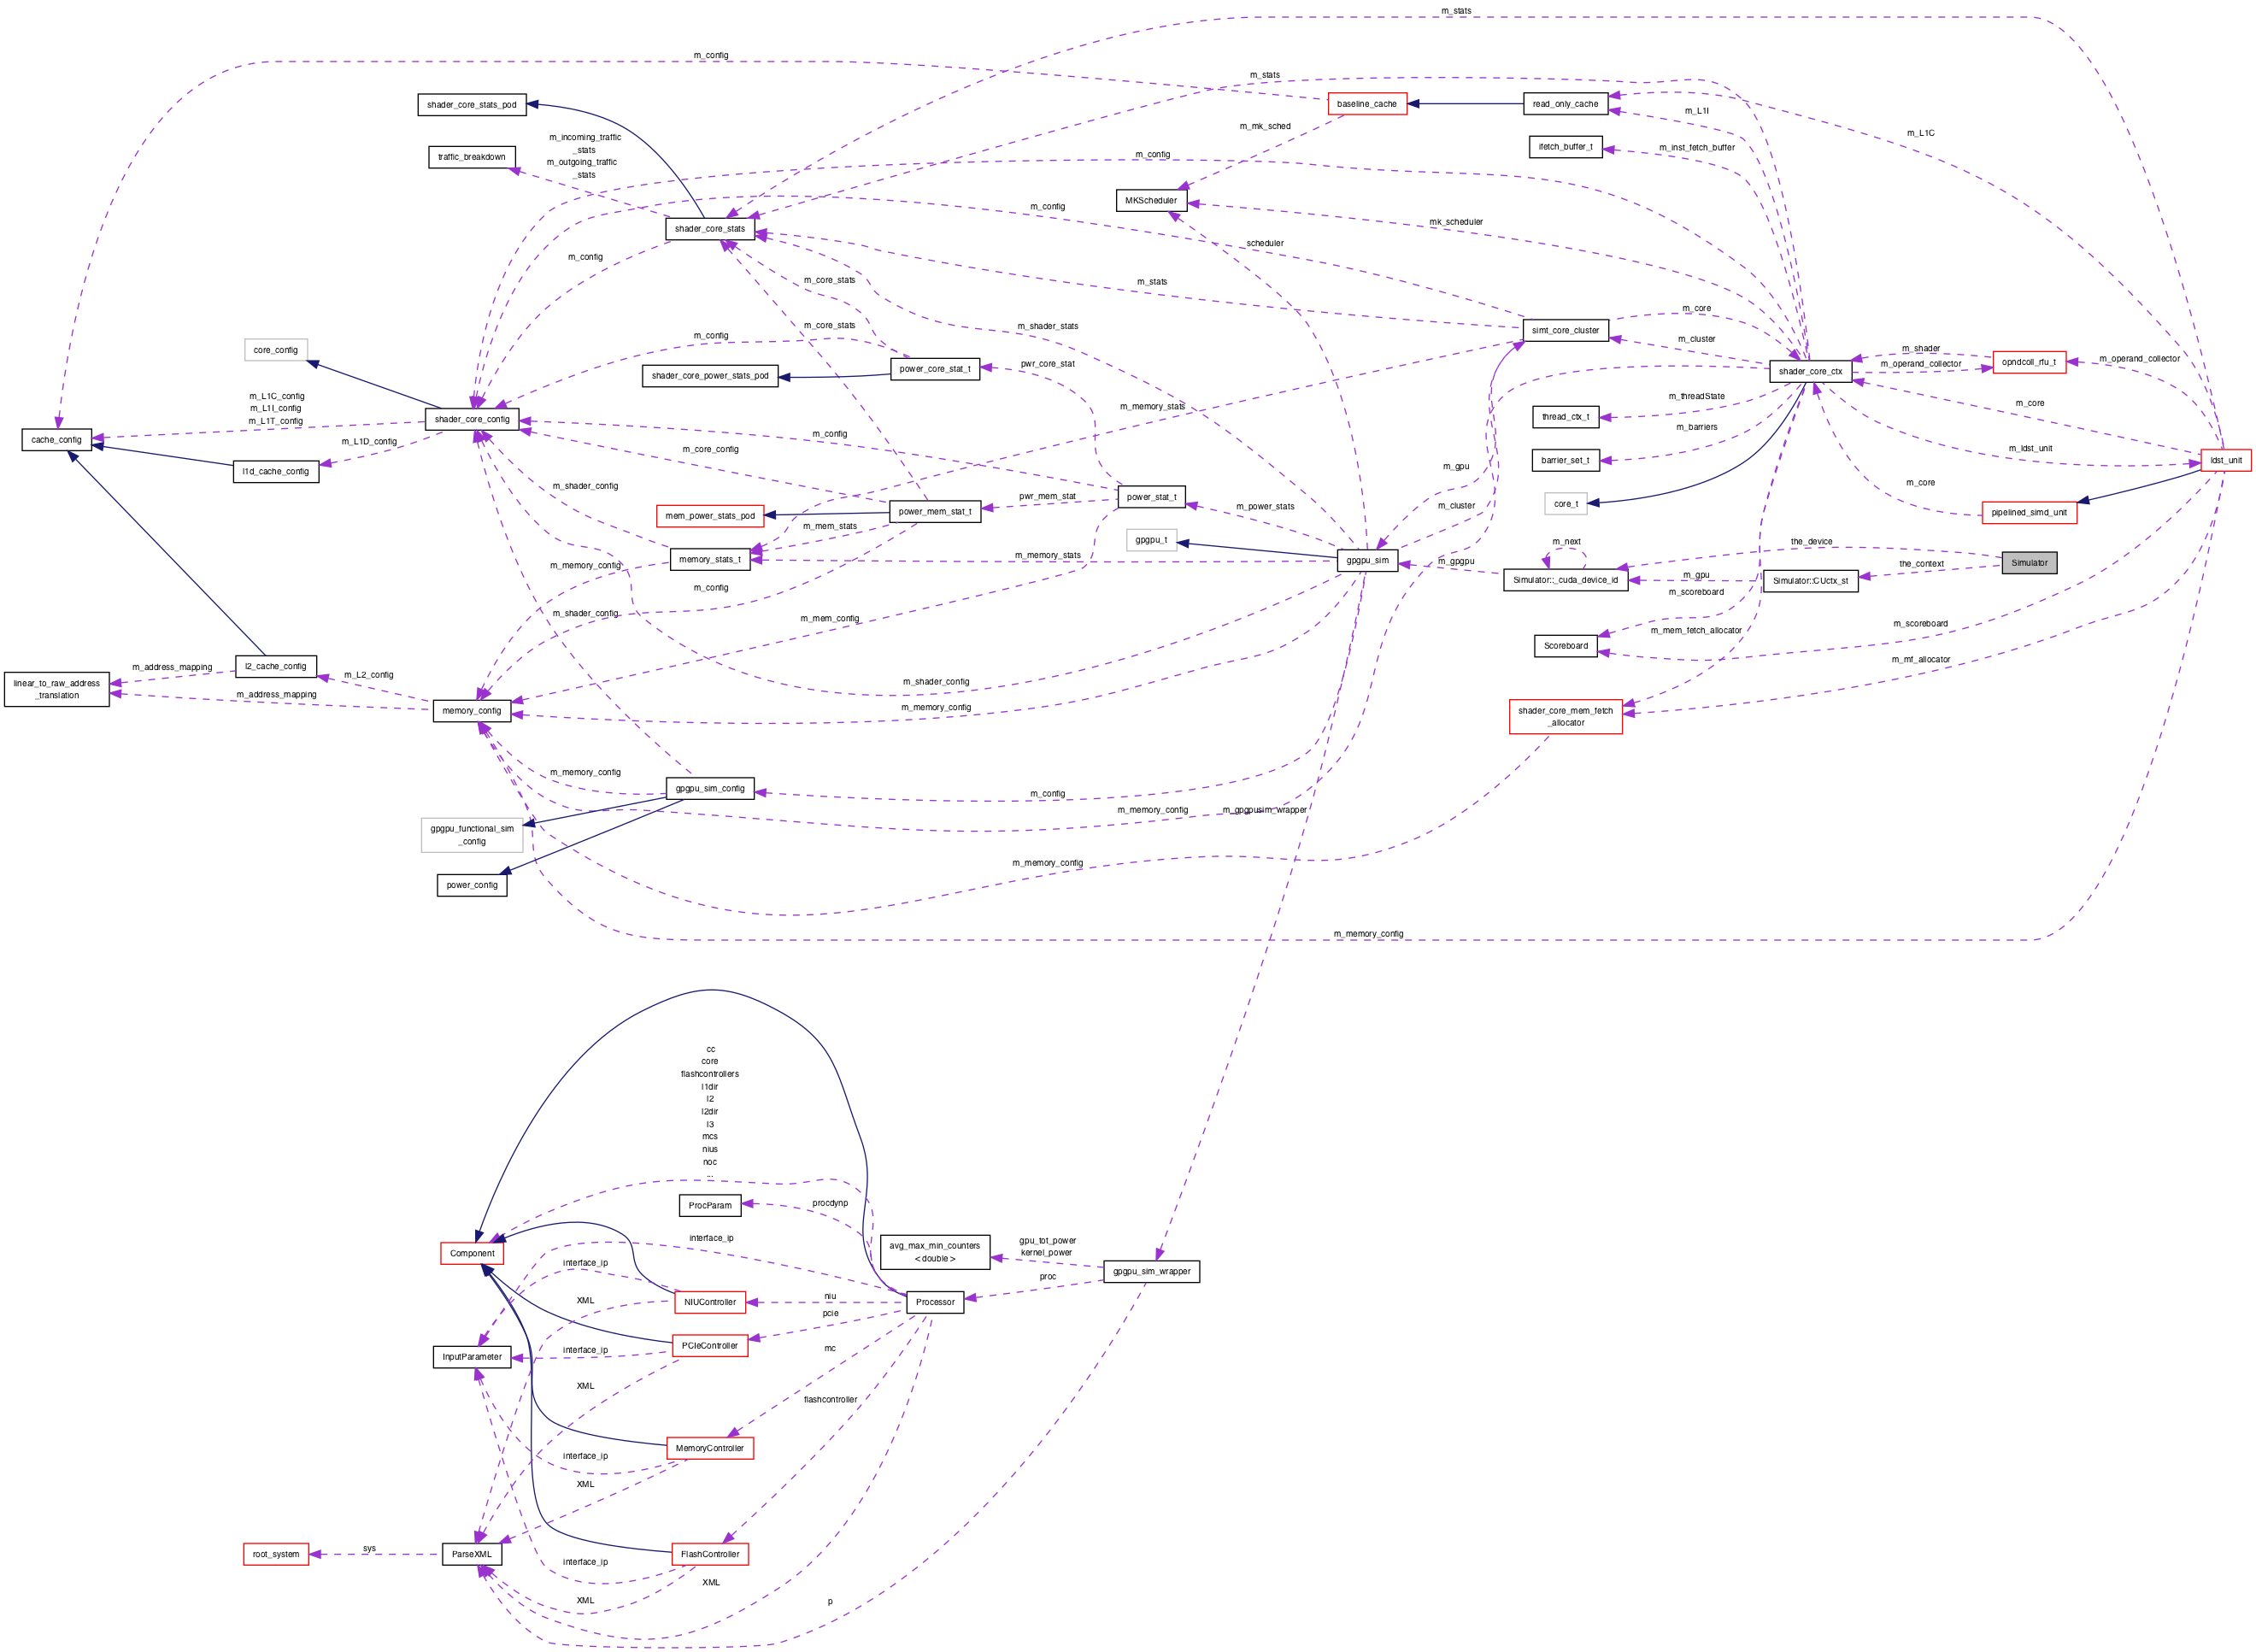 m_stats
m_config
m_stats
shader_core_stats_pod
baseline_cache
read_only_cache
m_L1I
m_mk_sched
m_L1C
m_incoming_traffic
_stats
m_outgoing_traffic
_stats
traffic_breakdown
m_config
m_inst_fetch_buffer
ifetch_buffer_t
MKScheduler
m_config
mk_scheduler
shader_core_stats
scheduler
m_config
m_core_stats
m_stats
m_core
m_shader_stats
m_core_stats
simt_core_cluster
m_config
m_cluster
core_config
m_shader
opndcoll_rfu_t
m_operand_collector
pwr_core_stat
power_core_stat_t
shader_core_power_stats_pod
m_operand_collector
shader_core_ctx
m_L1C_config
m_L1I_config
m_L1T_config
m_threadState
m_core
m_memory_stats
thread_ctx_t
shader_core_config
cache_config
m_config
m_barriers
m_L1D_config
m_core_config
m_ldst_unit
barrier_set_t
ldst_unit
l1d_cache_config
m_gpu
m_shader_config
m_core
pwr_mem_stat
power_stat_t
core_t
m_power_stats
m_cluster
mem_power_stats_pod
power_mem_stat_t
pipelined_simd_unit
m_mem_stats
gpgpu_t
m_next
the_device
memory_stats_t
m_memory_stats
gpgpu_sim
m_gpgpu
Simulator
the_context
m_memory_config
Simulator::_cuda_device_id
m_gpu
Simulator::CUctx_st
m_config
m_scoreboard
m_shader_config
m_mem_config
m_scoreboard
m_mem_fetch_allocator
Scoreboard
m_mf_allocator
l2_cache_config
m_address_mapping
m_L2_config
m_shader_config
linear_to_raw_address
_translation
m_address_mapping
memory_config
m_memory_config
shader_core_mem_fetch
_allocator
m_memory_config
gpgpu_sim_config
m_config
m_memory_config
m_gpgpusim_wrapper
gpgpu_functional_sim
_config
m_memory_config
power_config
m_memory_config
cc
core
flashcontrollers
l1dir
l2
l2dir
l3
mcs
nius
noc
...
ProcParam
procdynp
interface_ip
Component
avg_max_min_counters
< double >
gpu_tot_power
kernel_power
interface_ip
gpgpu_sim_wrapper
proc
XML
NIUController
niu
Processor
pcie
PCIeController
interface_ip
InputParameter
mc
XML
flashcontroller
MemoryController
interface_ip
XML
sys
root_system
ParseXML
FlashController
interface_ip
XML
XML
p